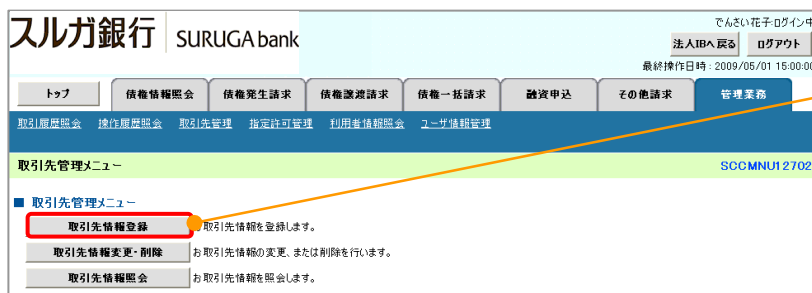 スルガ銀行 SURUGA bank
でんさい花子:ログイン中
法人IBへ戻る ログアウト
最終操作日時:2009/05/01 15:00:00
トップ 債権情報照会 債権発生請求 債権譲渡請求 債権一括請求 融資申込 その他請求 管理業務
取引履歴照会 操作履歴照会 取引先管理 指定許可管理 利用者情報照会 ユーザ情報管理
取引先管理メニュー SCCMNU12702
■ 取引先管理メニュー
取引先情報登録 お取引先情報を登録します。
取引先情報変更・削除 お取引先情報の変更、または削除を行います。
取引先情報照会 お取引先情報を照会します。